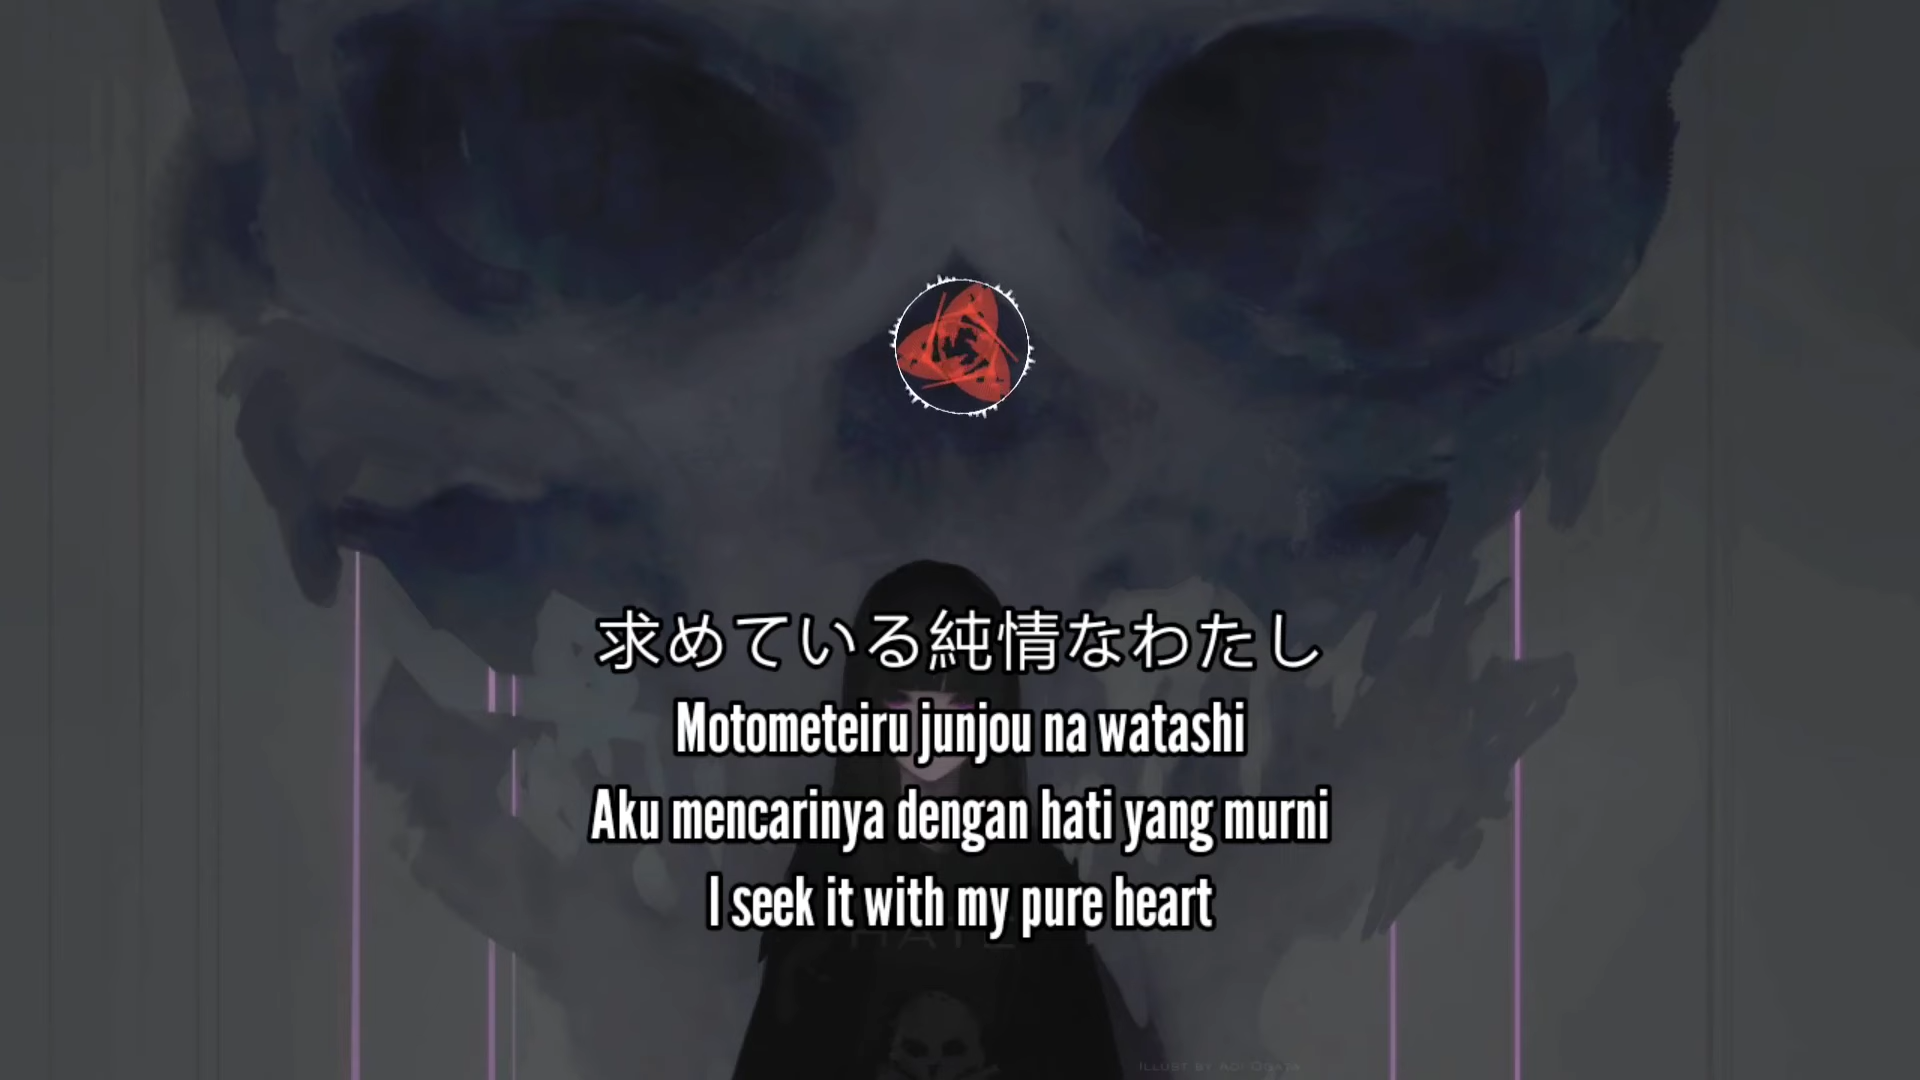 求めている純情なわたし
Motometeiru junjou na watashi
Aku mencarinya dengan hati yang murni
I seek it with my pure heart
HATE